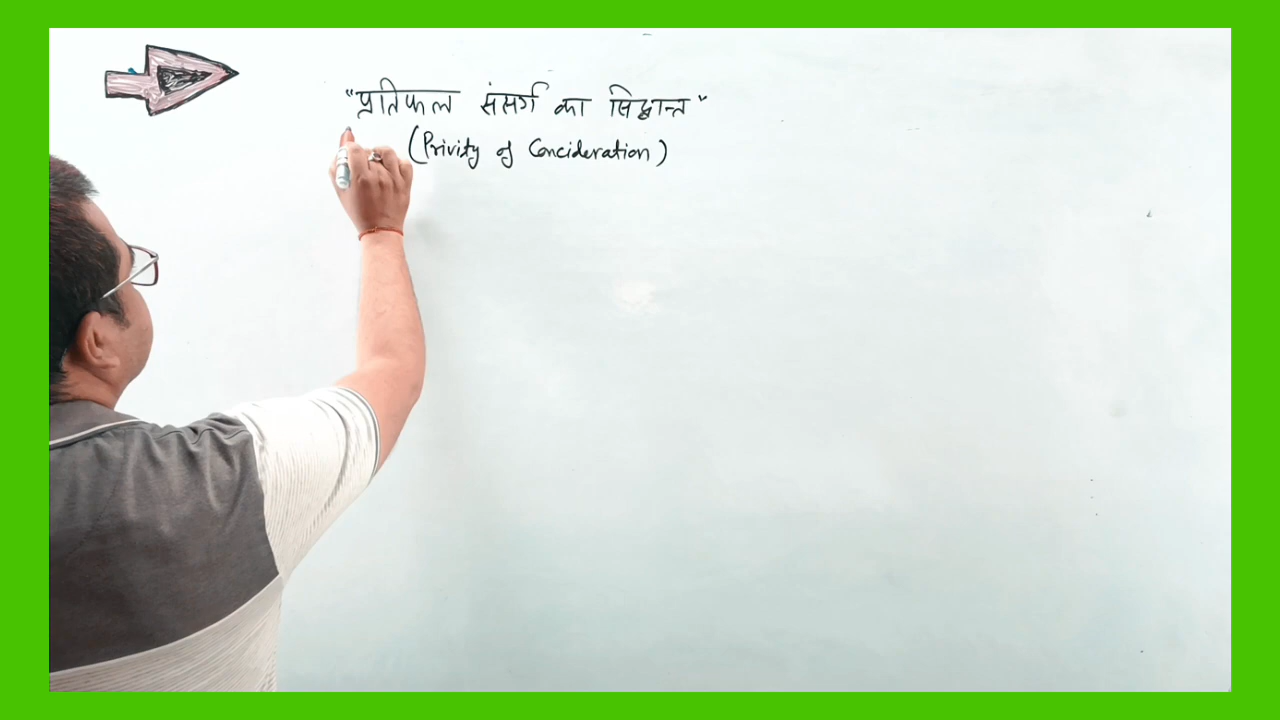 "प्रतिफल संसर्ग का सिद्धान्त"
(Privity of Concideration)